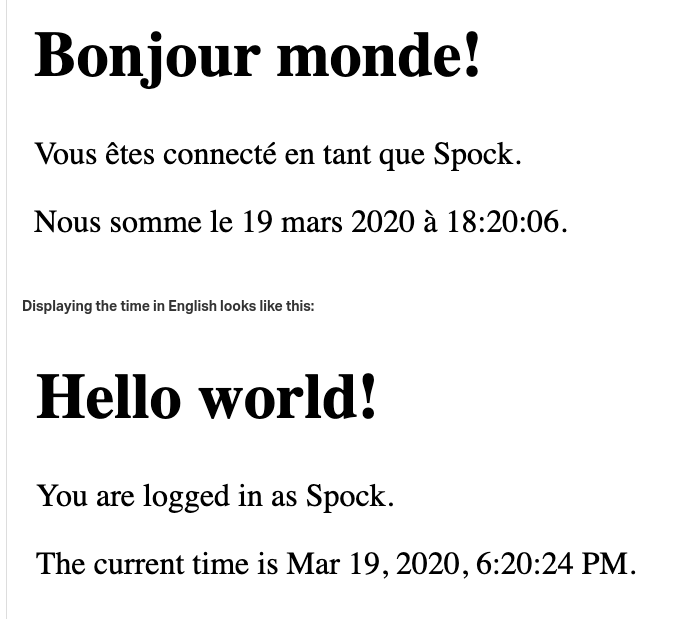 Bonjour monde!
Vous êtes connecté en tant que Spock.
Nous somme le 19 mars 2020 à 18:20:06.
Displaying the time in English looks like this:
Hello world!
You are logged in as Spock.
The current time is Mar 19, 2020, 6:20:24 PM.